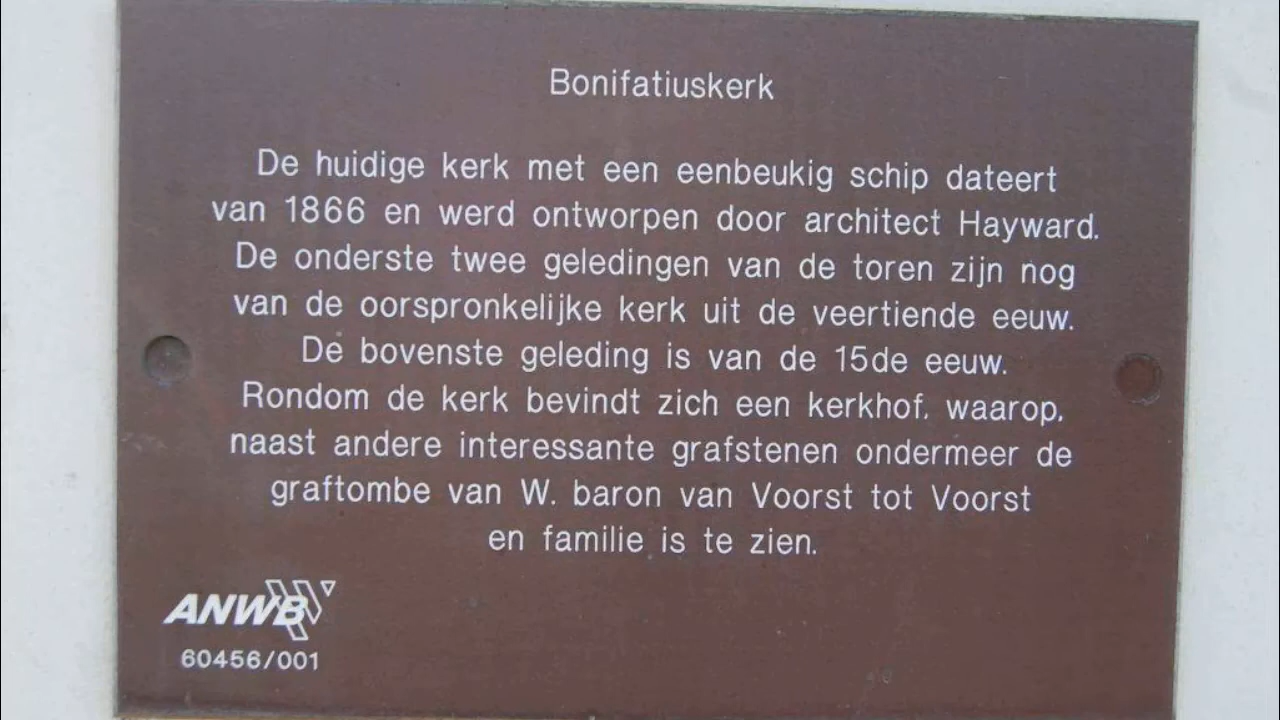 Bonifatiuskerk
De huidige kerk met een eenbeukig schip dateert
van 1866 en werd ontworpen door architect Hayward.
De onderste twee geledingen van de toren zijn nog
van de oorspronkelijke kerk uit de veertiende eeuw.
De bovenste geleding is van de 15de eeuw.
Rondom de kerk bevindt zich een kerkhof, waarop,
naast andere interessante grafstenen ondermeer de
graftombe van W. baron van Voorst tot Voorst
en familie is te zien.
ANWB
60456/001